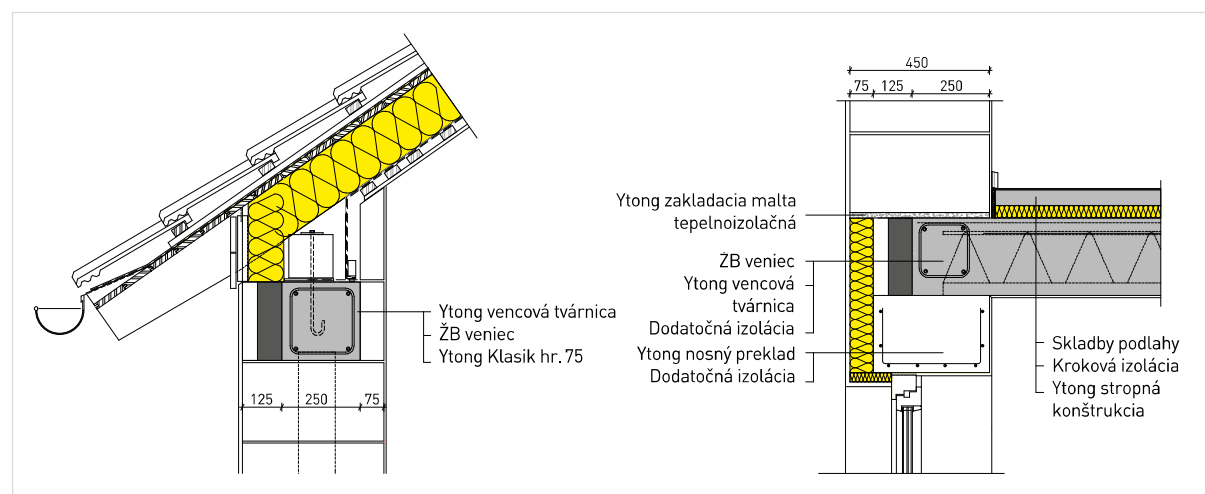 Ytong vencová tvárnica
ŽB veniec
Ytong Klasik hr. 75
125
250
75
450
75
125
250
Ytong zakladacia malta
tepelnoizolačná
ŽB veniec
Ytong vencová
tvárnica
Dodatočná izolácia
Ytong nosný preklad
Dodatočná izolácia
Skladby podlahy
Kroková izolácia
Ytong stropná
konštrukcia